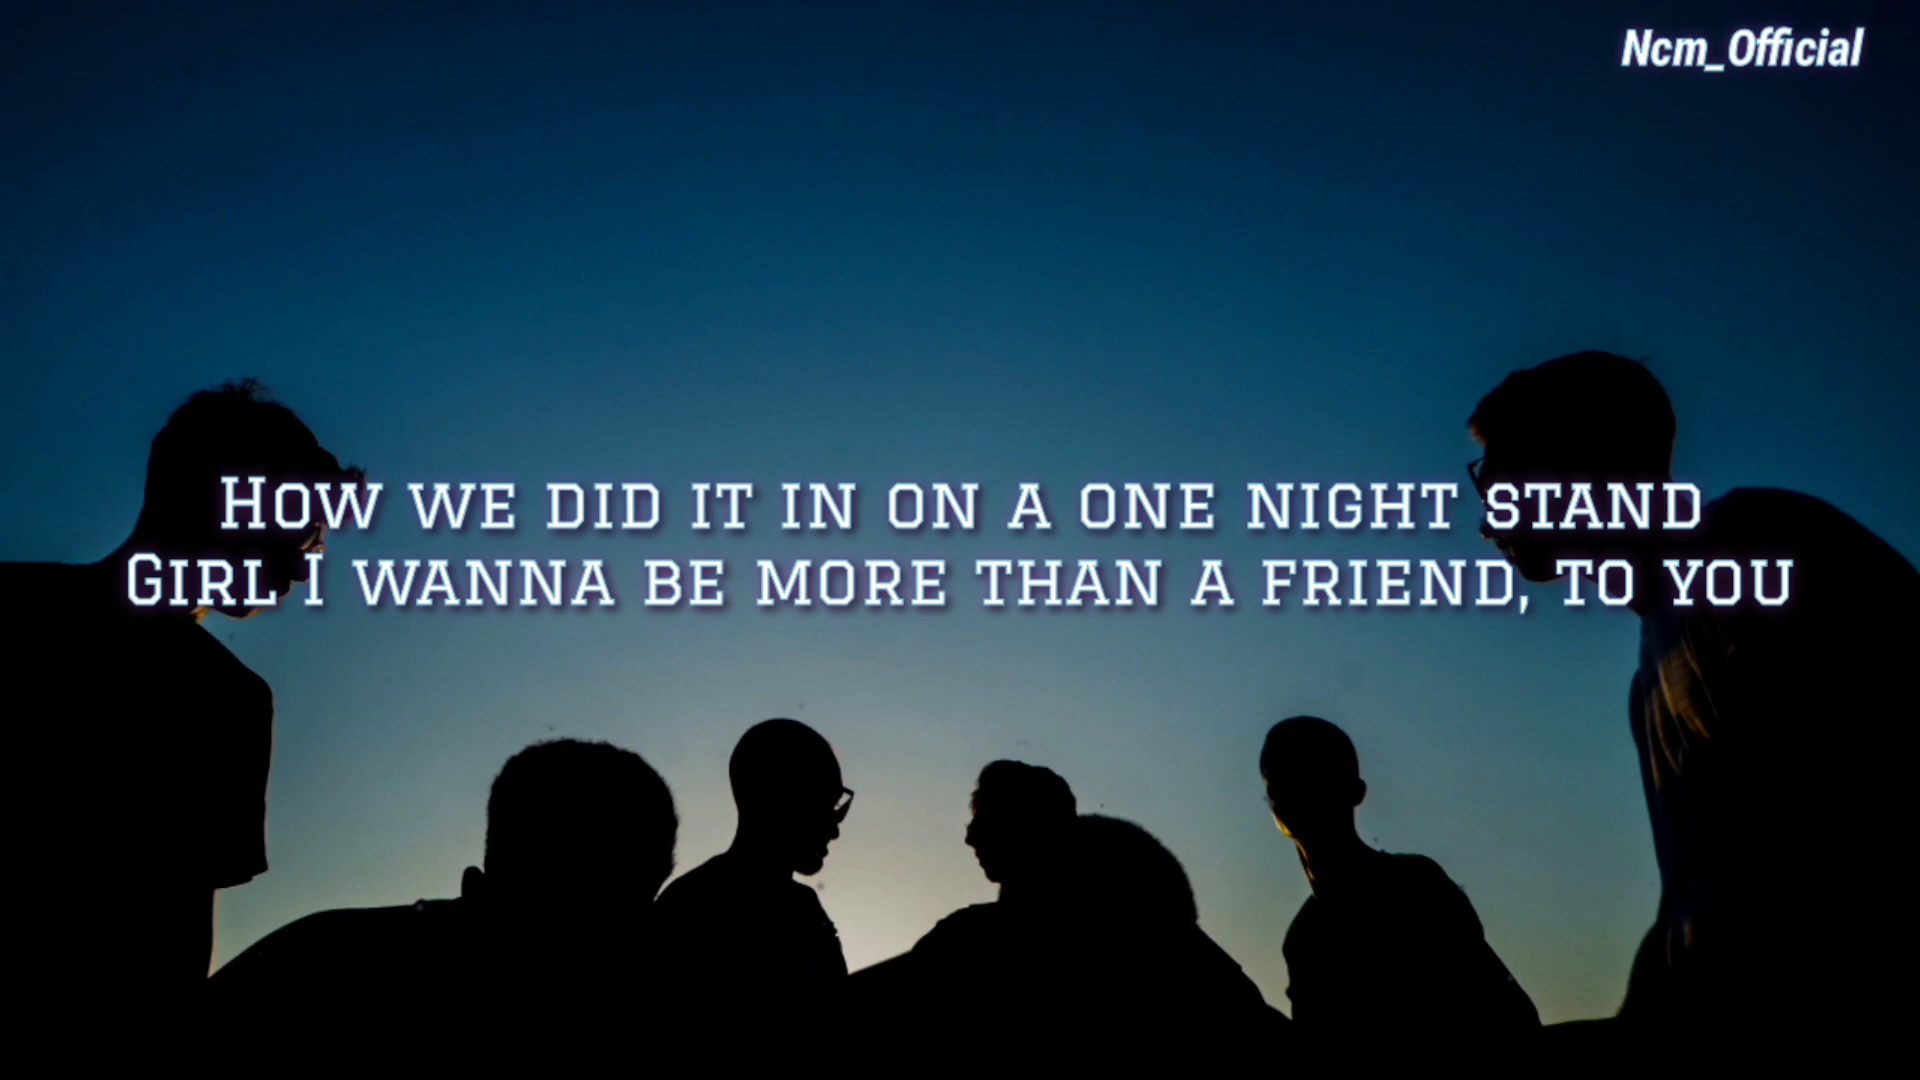 Ncm_Official
How we did it in on a one night stand
Girl I wanna be more than a friend, to you